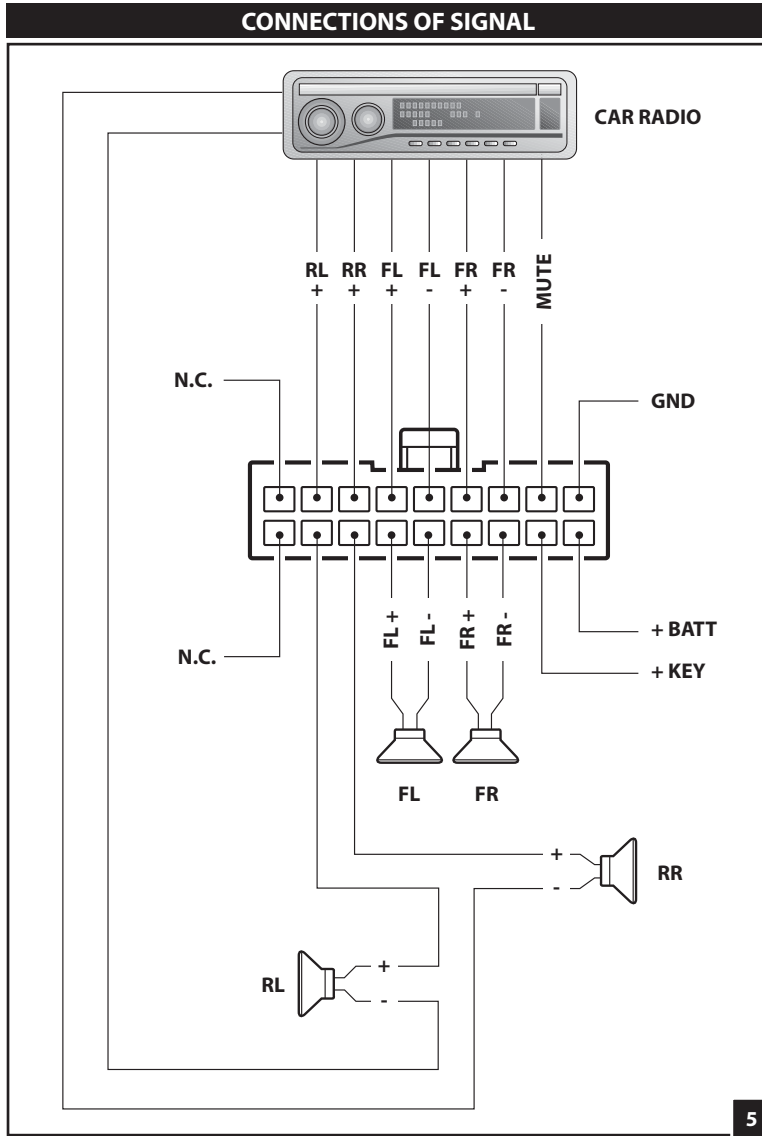 CONNECTIONS OF SIGNAL
CAR RADIO
RL RR FL FL FR FR MUTE
+ + + - + -
N.C.
GND
FL + FL - FR + FR -
+ BATT
N.C.
+ KEY
FL FR
+
RR
-
+
RL
-
5